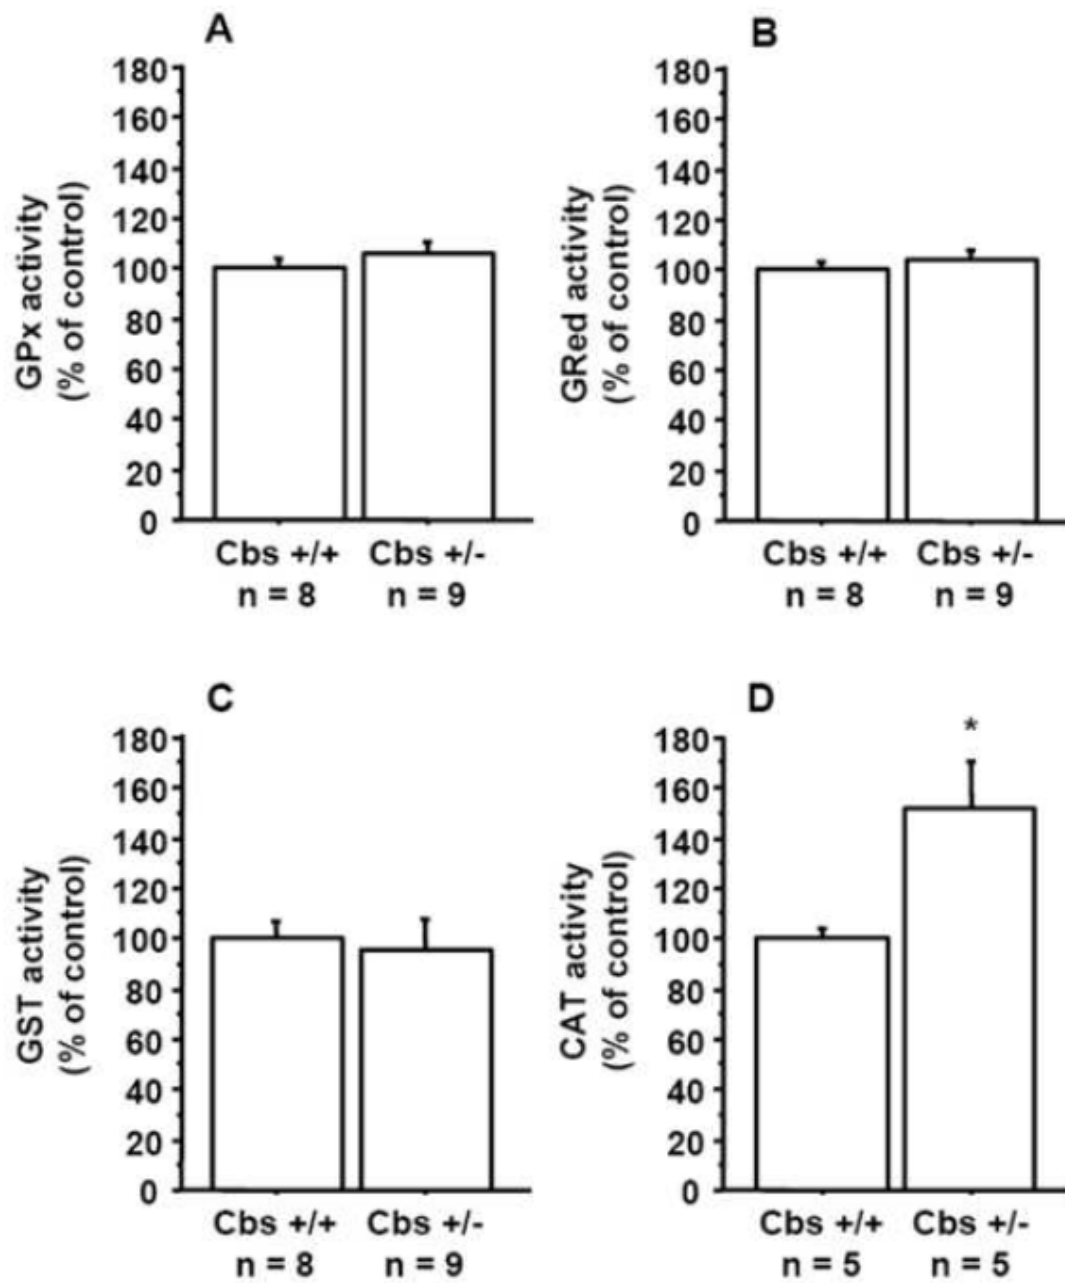 A
GPx activity
(% of control)
180
160
140
120
100
80
60
40
20
0
Cbs +/+ Cbs +/-
n = 8 n = 9
B
GRed activity
(% of control)
180
160
140
120
100
80
60
40
20
0
Cbs +/+ Cbs +/-
n = 8 n = 9
C
GST activity
(% of control)
180
160
140
120
100
80
60
40
20
0
Cbs +/+ Cbs +/-
n = 8 n = 9
D
*
CAT activity
(% of control)
180
160
140
120
100
80
60
40
20
0
Cbs +/+ Cbs +/-
n = 5 n = 5